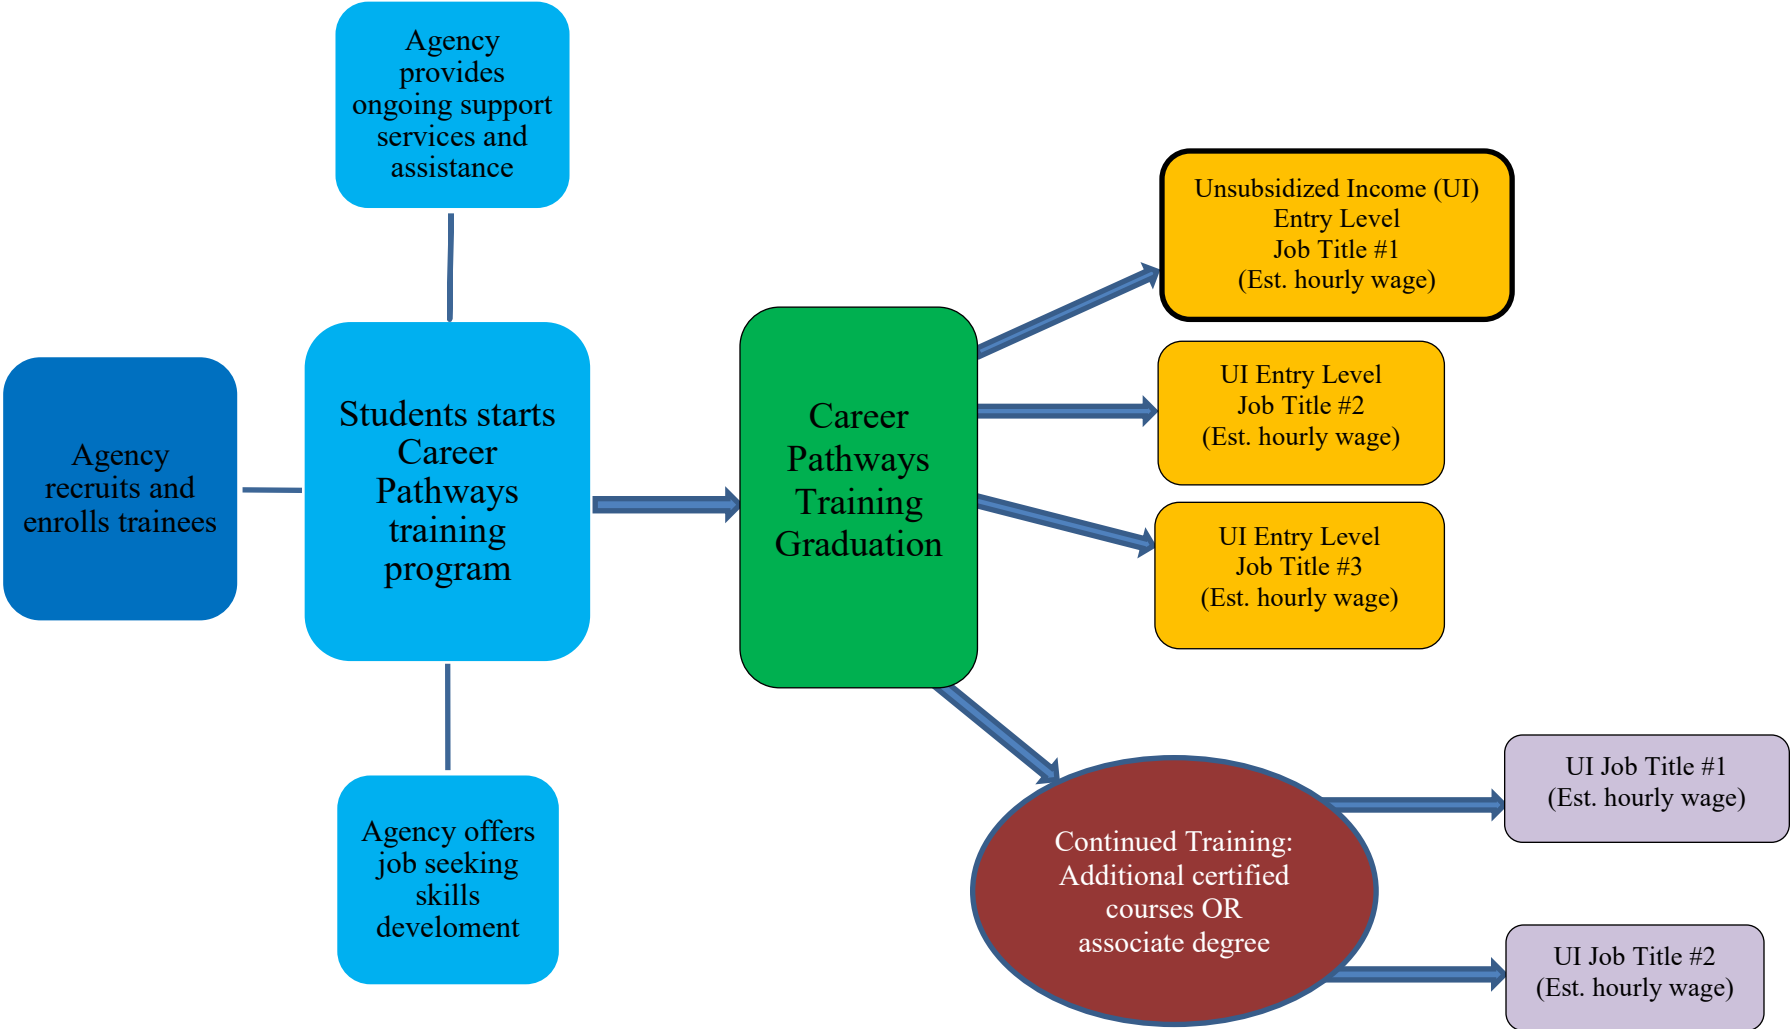 Agency
provides
ongoing support
services and
assistance
Agency
recruits and
enrolls trainees
Students starts
Career
Pathways
training
program
Agency offers
job seeking
skills
develoment
Career
Pathways
Training
Graduation
Unsubsidized Income (UI)
Entry Level
Job Title #1
(Est. hourly wage)
UI Entry Level
Job Title #2
(Est. hourly wage)
UI Entry Level
Job Title #3
(Est. hourly wage)
Continued Training:
Additional certified
courses OR
associate degree
UI Job Title #1
(Est. hourly wage)
UI Job Title #2
(Est. hourly wage)